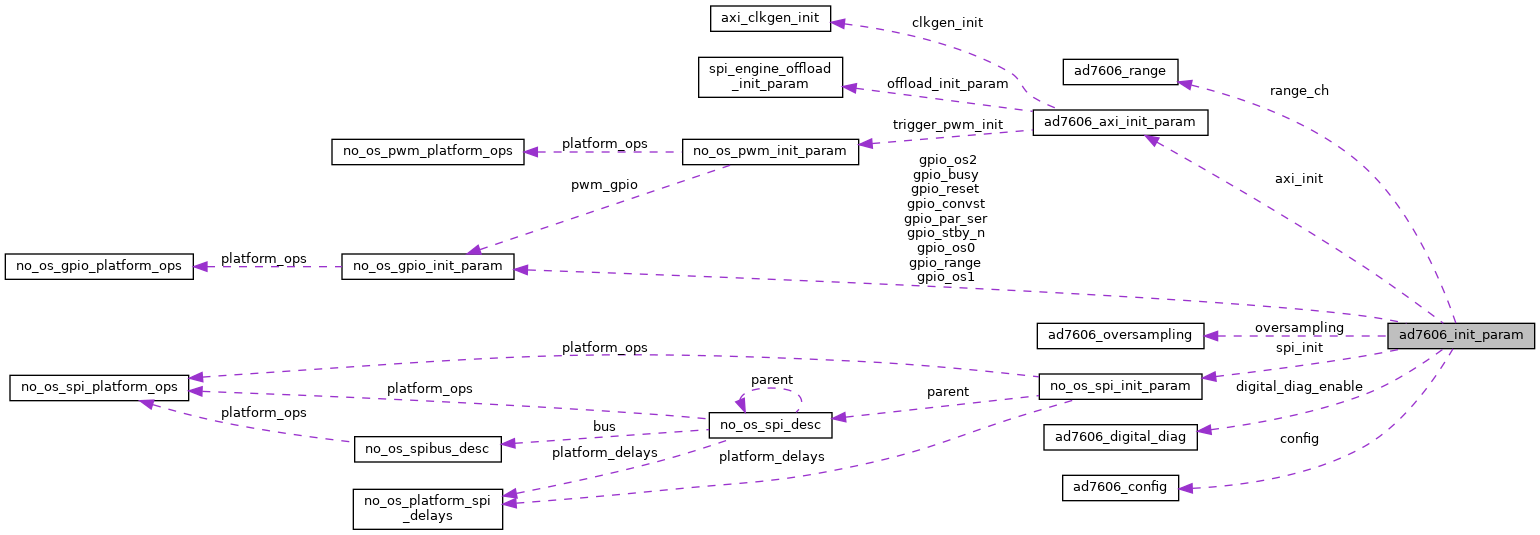 axi_clkgen_init
clkgen_init
spi_engine_offload
_init_param
ad7606_range
offload_init_param
range_ch
ad7606_axi_init_param
trigger_pwm_init
no_os_pwm_platform_ops
platform_ops
no_os_pwm_init_param
pwm_gpio
axi_init
gpio_os2
gpio_busy
gpio_reset
gpio_convst
gpio_par_ser
gpio_stby_n
gpio_os0
gpio_range
gpio_os1
no_os_gpio_platform_ops
platform_ops
no_os_gpio_init_param
ad7606_oversampling
oversampling
ad7606_init_param
platform_ops
spi_init
no_os_spi_platform_ops
platform_ops
parent
no_os_spi_init_param
digital_diag_enable
parent
platform_ops
bus
no_os_spi_desc
ad7606_digital_diag
config
no_os_spibus_desc
platform_delays
platform_delays
ad7606_config
no_os_platform_spi
_delays